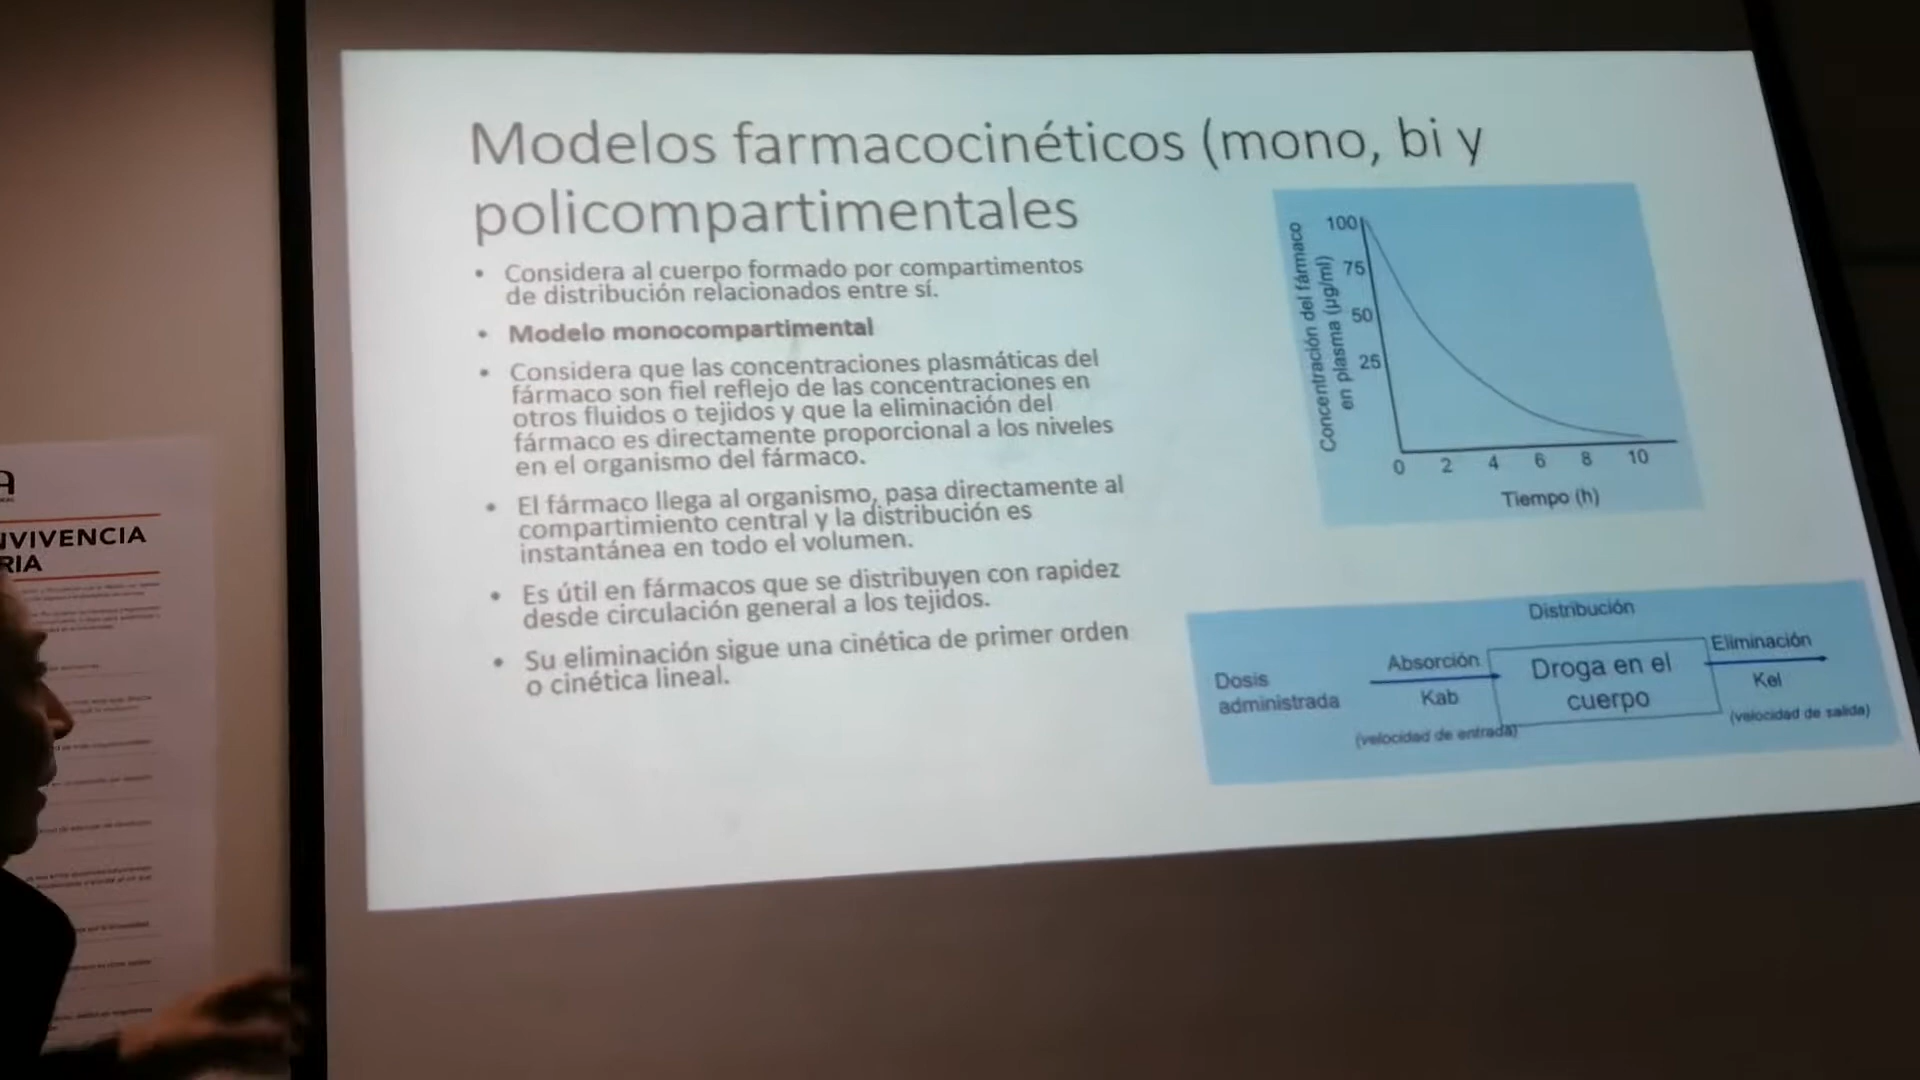 Modelos farmacocinéticos (mono, bi y
policompartimentales
• Considera al cuerpo formado por compartimentos
de distribución relacionados entre sí.
• Modelo monocompartimental
• Considera que las concentraciones plasmáticas del
fármaco son fiel reflejo de las concentraciones en
otros fluidos o tejidos y que la eliminación del
fármaco es directamente proporcional a los niveles
en el organismo del fármaco.
• El fármaco llega al organismo, pasa directamente al
compartimiento central y la distribución es
instantánea en todo el volumen.
• Es útil en fármacos que se distribuyen con rapidez
desde circulación general a los tejidos.
• Su eliminación sigue una cinética de primer orden
o cinética lineal.
Concentración del fármaco
en plasma (µg/ml)
100
75
50
25
0 2 4 6 8 10
Tiempo (h)
Distribución
Dosis
administrada
Absorción
Kab
(velocidad de entrada)
Droga en el
cuerpo
Eliminación
Kel
(velocidad de salida)
A
NVIVENCIA
RIA